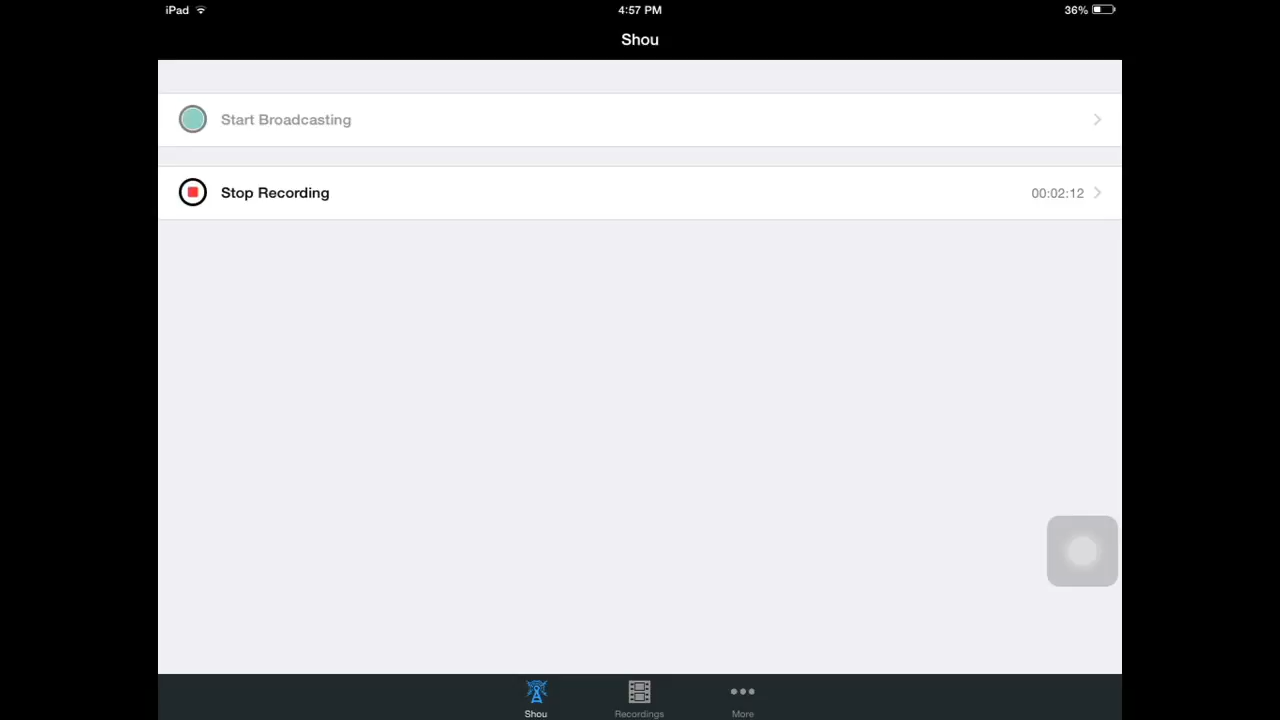 iPad 4:57 PM 36%
Shou
Start Broadcasting
Stop Recording 00:02:12
Shou Recordings More